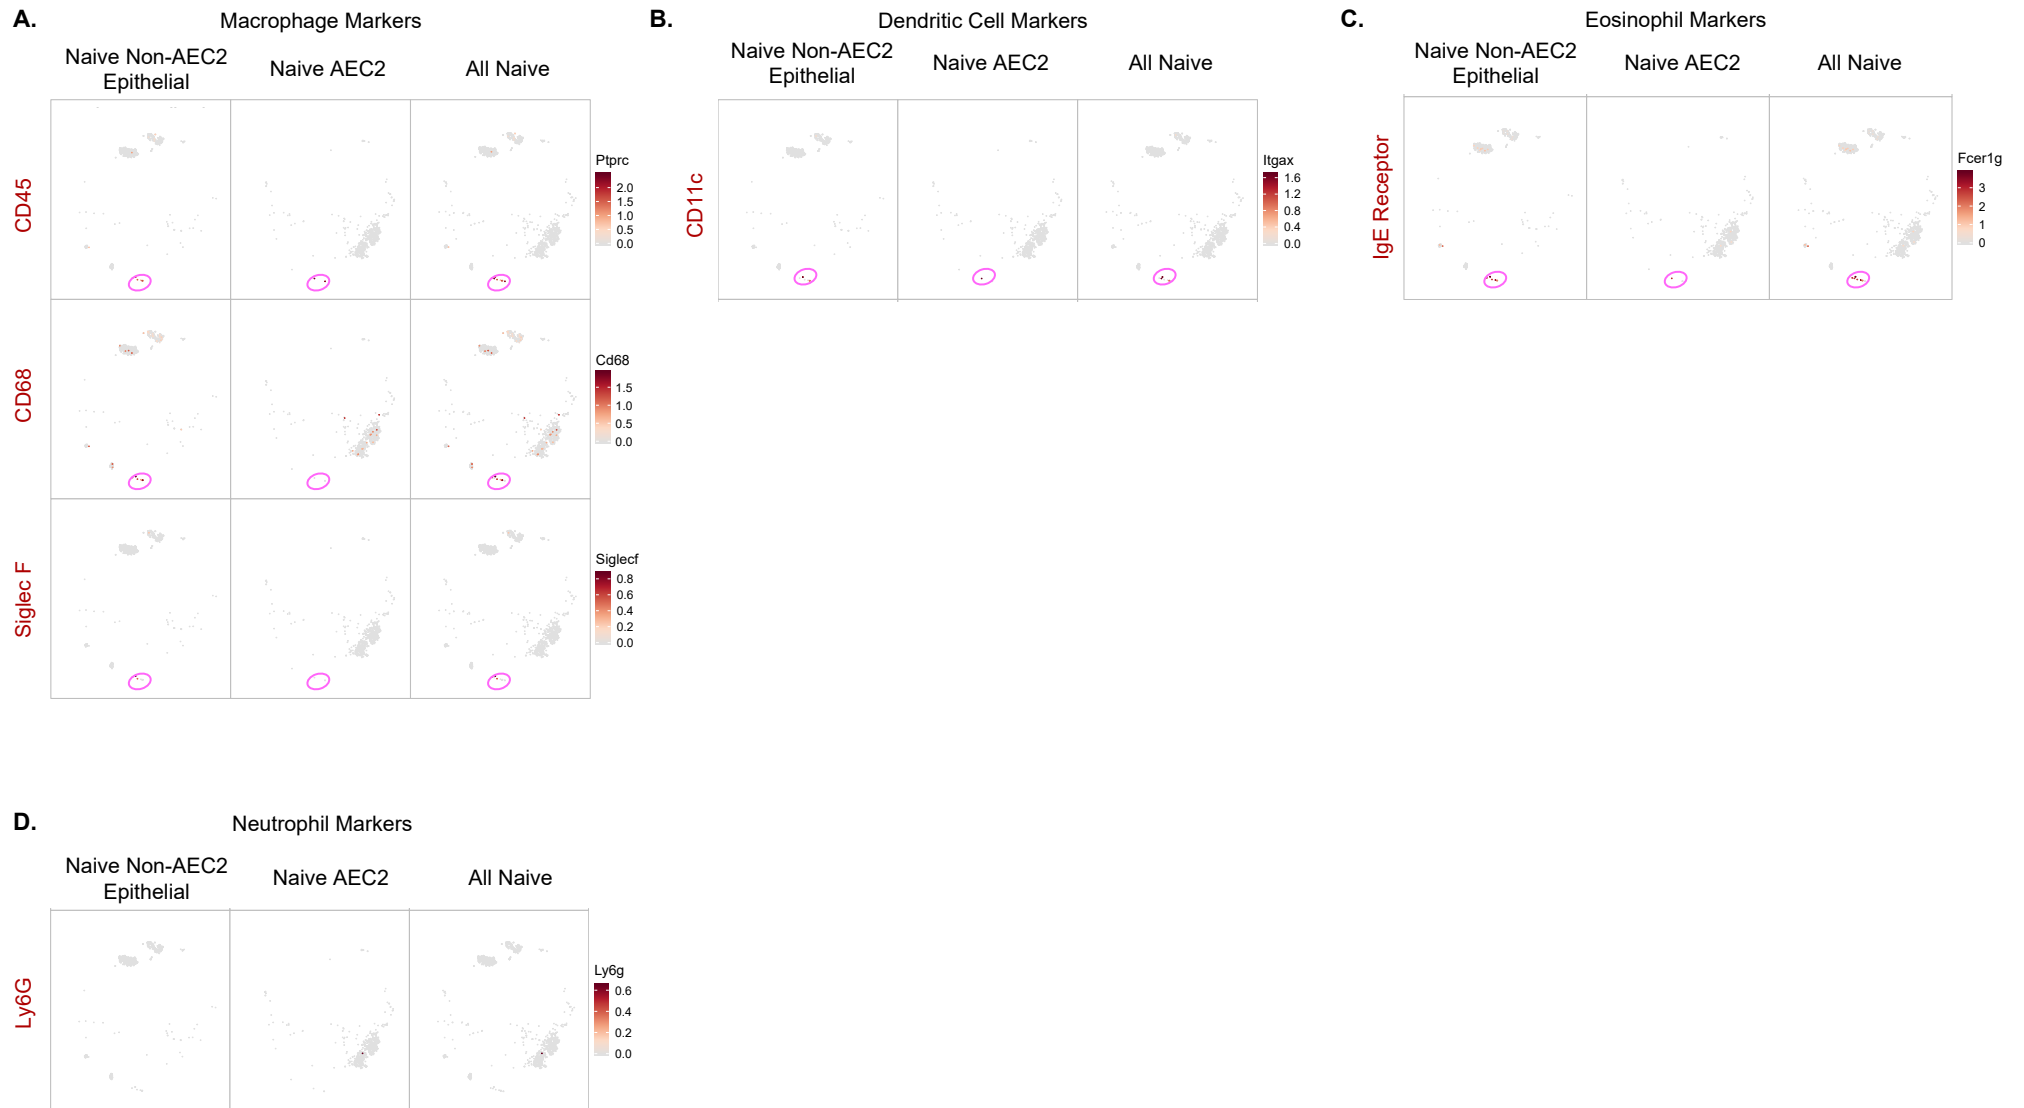 A.
Macrophage Markers
Naive Non-AEC2
Epithelial
Naive AEC2
All Naive
CD45
Ptprc
2.0
1.5
1.0
0.5
0.0
CD68
Cd68
1.5
1.0
0.5
0.0
Siglec F
Siglecf
0.8
0.6
0.4
0.2
0.0
B.
Dendritic Cell Markers
Naive Non-AEC2
Epithelial
Naive AEC2
All Naive
CD11c
Itgax
1.6
1.2
0.8
0.4
0.0
C.
Eosinophil Markers
Naive Non-AEC2
Epithelial
Naive AEC2
All Naive
IgE Receptor
Fcer1g
3
2
1
0
D.
Neutrophil Markers
Naive Non-AEC2
Epithelial
Naive AEC2
All Naive
Ly6G
Ly6g
0.6
0.4
0.2
0.0